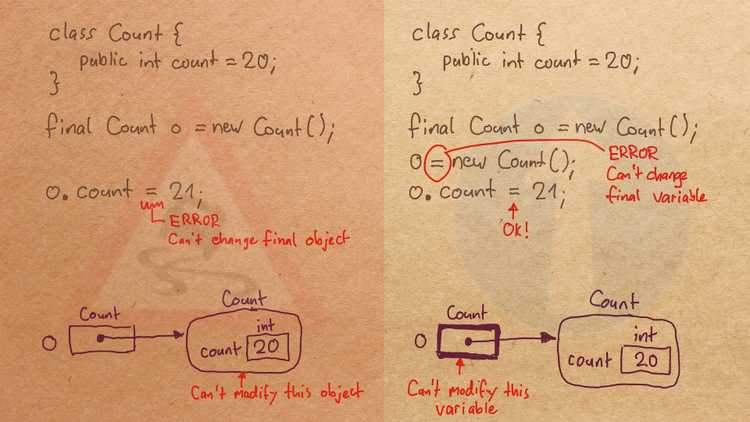 class Count {
public int count = 20;
}
final Count o = new Count();
o.count = 21;
ERROR
Can't change final object
Count
Count
o
int
count 20
Can't modify this object
class Count {
public int count = 20;
}
final Count o = new Count();
o = new Count();
ERROR
Can't change
final variable
o.count = 21;
Ok!
Count
Count
o
int
count 20
Can't modify this
variable